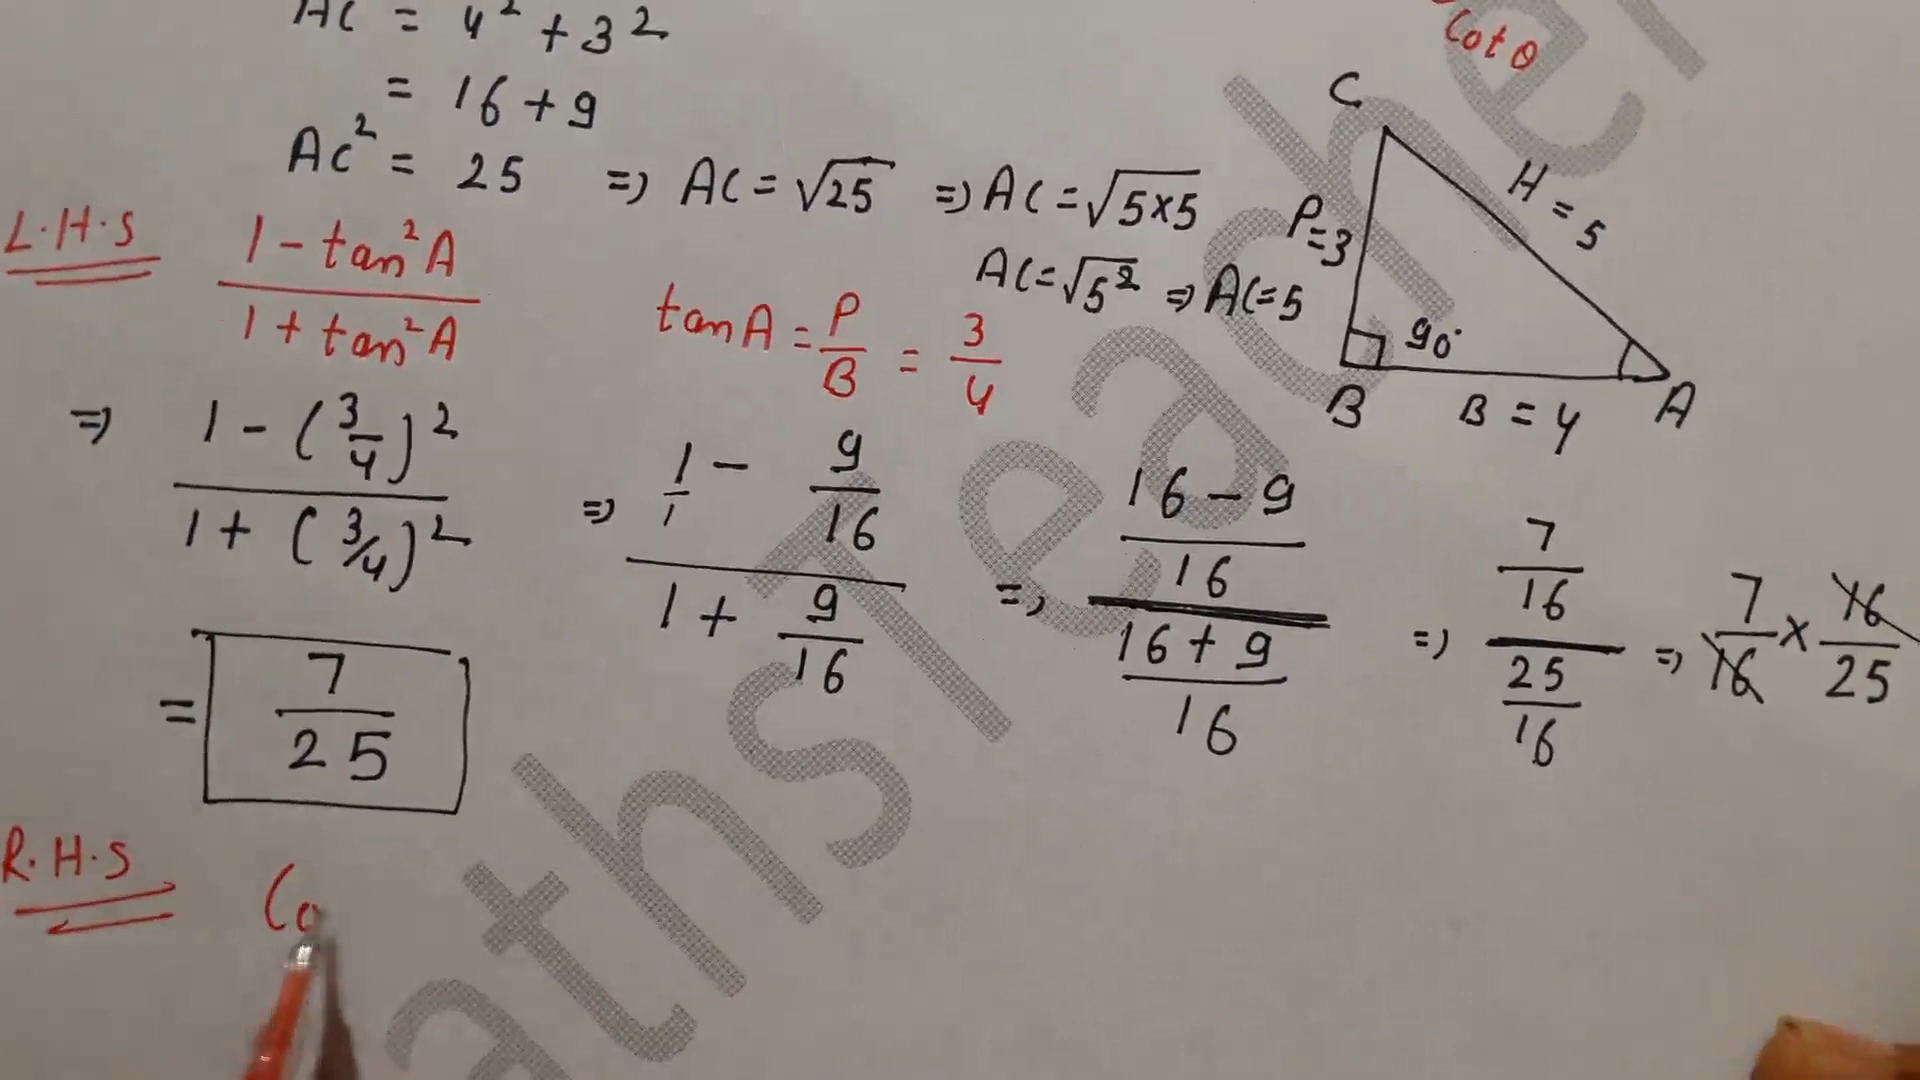 AC = 4² + 3²
= 16 + 9
AC² = 25 ⇒ AC = √25 ⇒ AC = √5×5
AC = √5² ⇒ AC = 5
Cot θ
C
H = 5
P = 3
90°
B
B = 4
A
L.H.S
1 - tan²A / 1 + tan²A
tan A = P/B = 3/4
⇒ 1 - (3/4)² / 1 + (3/4)² ⇒ 1/1 - 9/16 / 1 + 9/16 ⇒ 16 - 9/16 / 16 + 9/16 ⇒ 7/16 / 25/16 ⇒ 7/16 × 16/25
= 7/25
R.H.S Co
aths Teacher